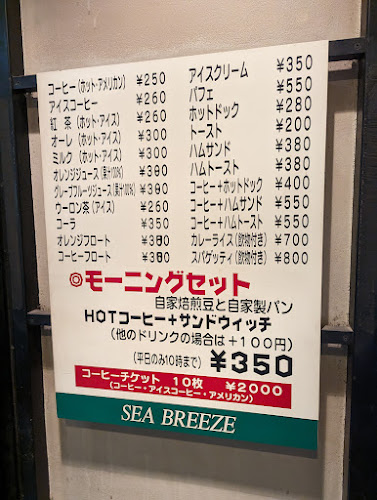 コーヒー(ホット・アメリカン) ¥250
アイスコーヒー ¥260
紅茶(ホット・アイス) ¥260
オーレ(ホット・アイス) ¥300
ミルク(ホット・アイス) ¥300
オレンジジュース(果汁100%) ¥390
グレープフルーツジュース(果汁100%) ¥390
ウーロン茶(アイス) ¥260
コーラ ¥350
オレンジフロート
コーヒーフロート
アイスクリーム ¥350
パフェ ¥550
ホットドック ¥280
トースト ¥200
ハムサンド ¥380
ハムトースト ¥380
コーヒー+ホットドック ¥400
コーヒー+ハムサンド ¥550
コーヒー+ハムトースト ¥550
カレーライス(飲物付き) ¥700
スパゲッティ(飲物付き) ¥800
◎モーニングセット
自家焙煎豆と自家製パン
HOTコーヒー+サンドウィッチ
(他のドリンクの場合は+100円)
(平日のみ10時まで) ¥350
コーヒーチケット 10枚 ¥2000
(コーヒー・アイスコーヒー・アメリカン)
SEA BREEZE